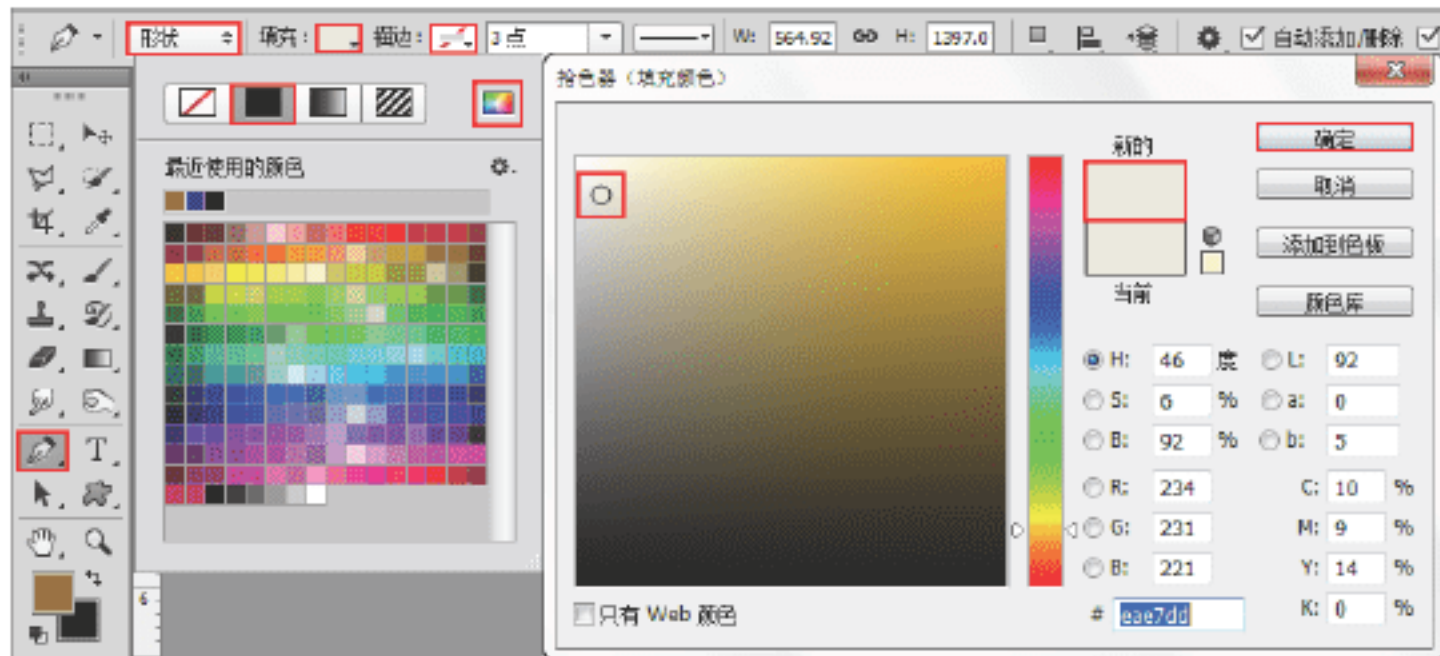 形状 填充: 描边: 3 点 W: 564.92 H: 1397.0 自动添加/删除
拾色器（填充颜色）
最近使用的颜色
新的
当前
确定
取消
添加到色板
颜色库
H: 46 度 L: 92
S: 6 % a: 0
B: 92 % b: 5
R: 234 C: 10 %
G: 231 M: 9 %
B: 221 Y: 14 %
# eae7dd K: 0 %
只有 Web 颜色
T
6